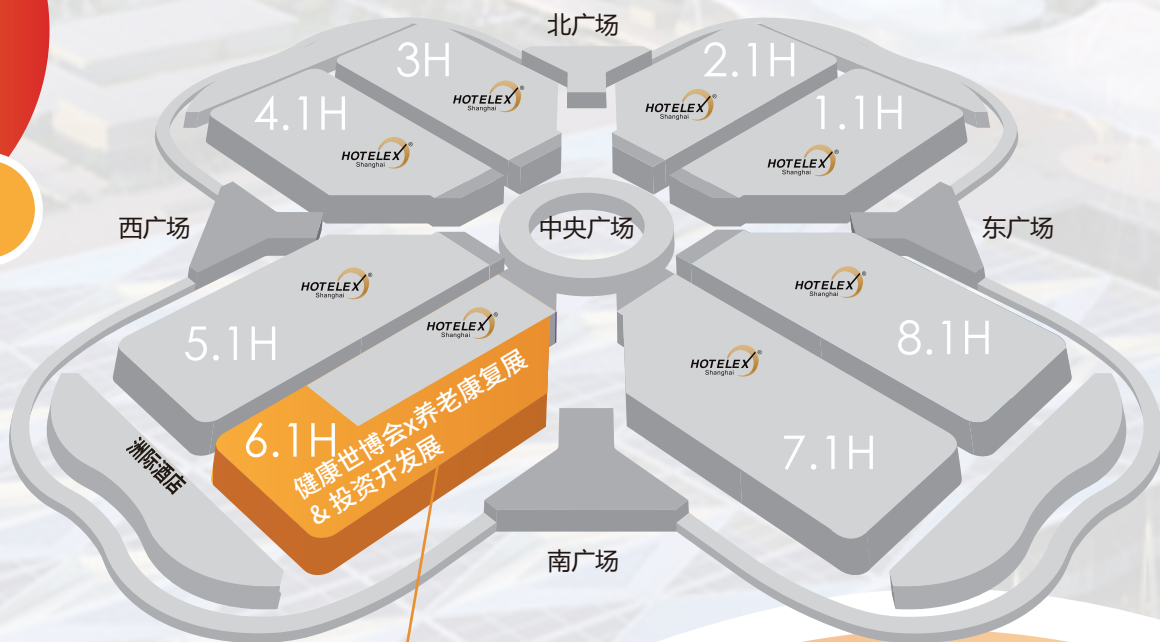 北广场
3H
2.1H
HOTELEX®
Shanghai
HOTELEX®
Shanghai
4.1H
1.1H
HOTELEX®
Shanghai
HOTELEX®
Shanghai
西广场
中央广场
东广场
HOTELEX®
Shanghai
HOTELEX®
Shanghai
HOTELEX®
Shanghai
5.1H
8.1H
HOTELEX®
Shanghai
6.1H
健康世博会x养老康复展
& 投资开发展
7.1H
洲际酒店
南广场